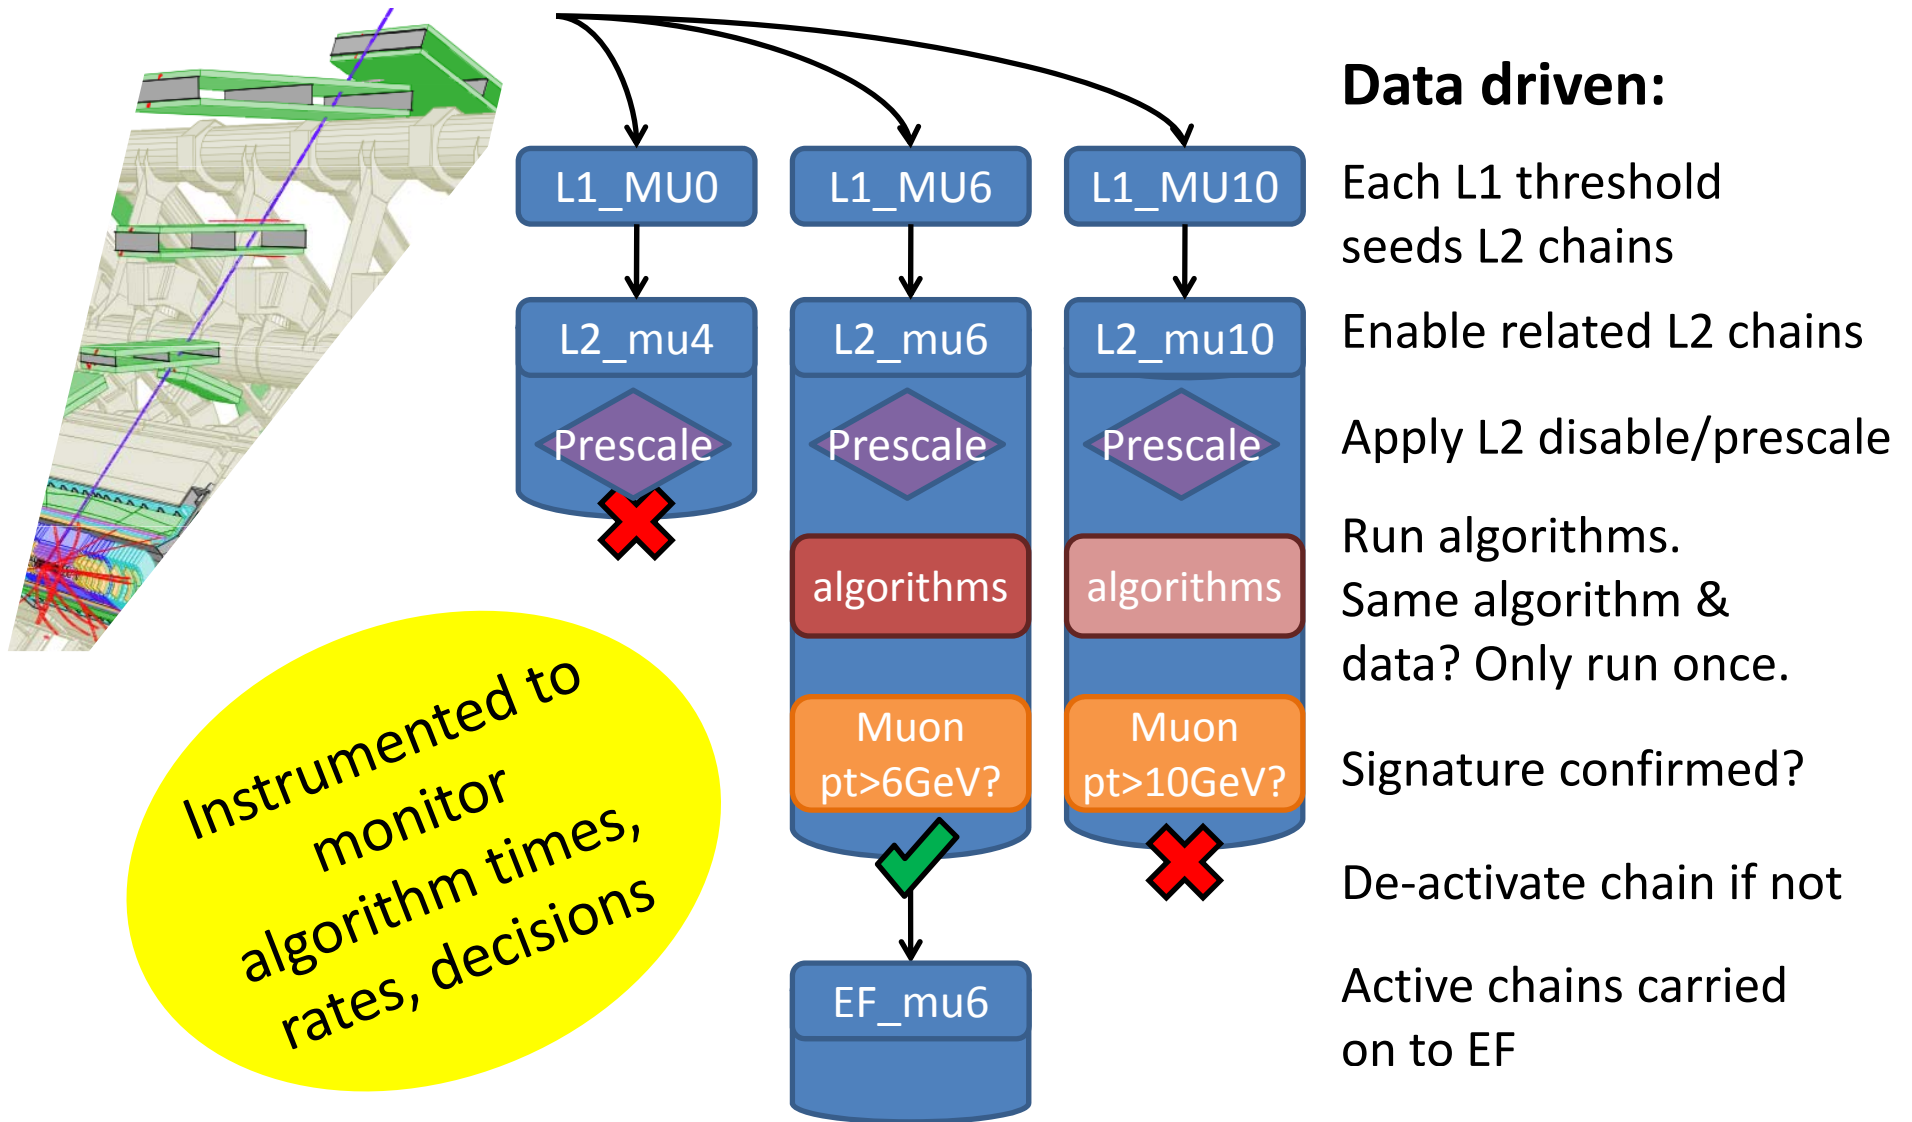 L1_MU0
L1_MU6
L1_MU10
L2_mu4
L2_mu6
L2_mu10
Prescale
Prescale
Prescale
algorithms
algorithms
Muon
pt>6GeV?
Muon
pt>10GeV?
EF_mu6
Data driven:
Each L1 threshold
seeds L2 chains
Enable related L2 chains
Apply L2 disable/prescale
Run algorithms.
Same algorithm &
data? Only run once.
Signature confirmed?
De-activate chain if not
Active chains carried
on to EF
Instrumented to
monitor
algorithm times,
rates, decisions